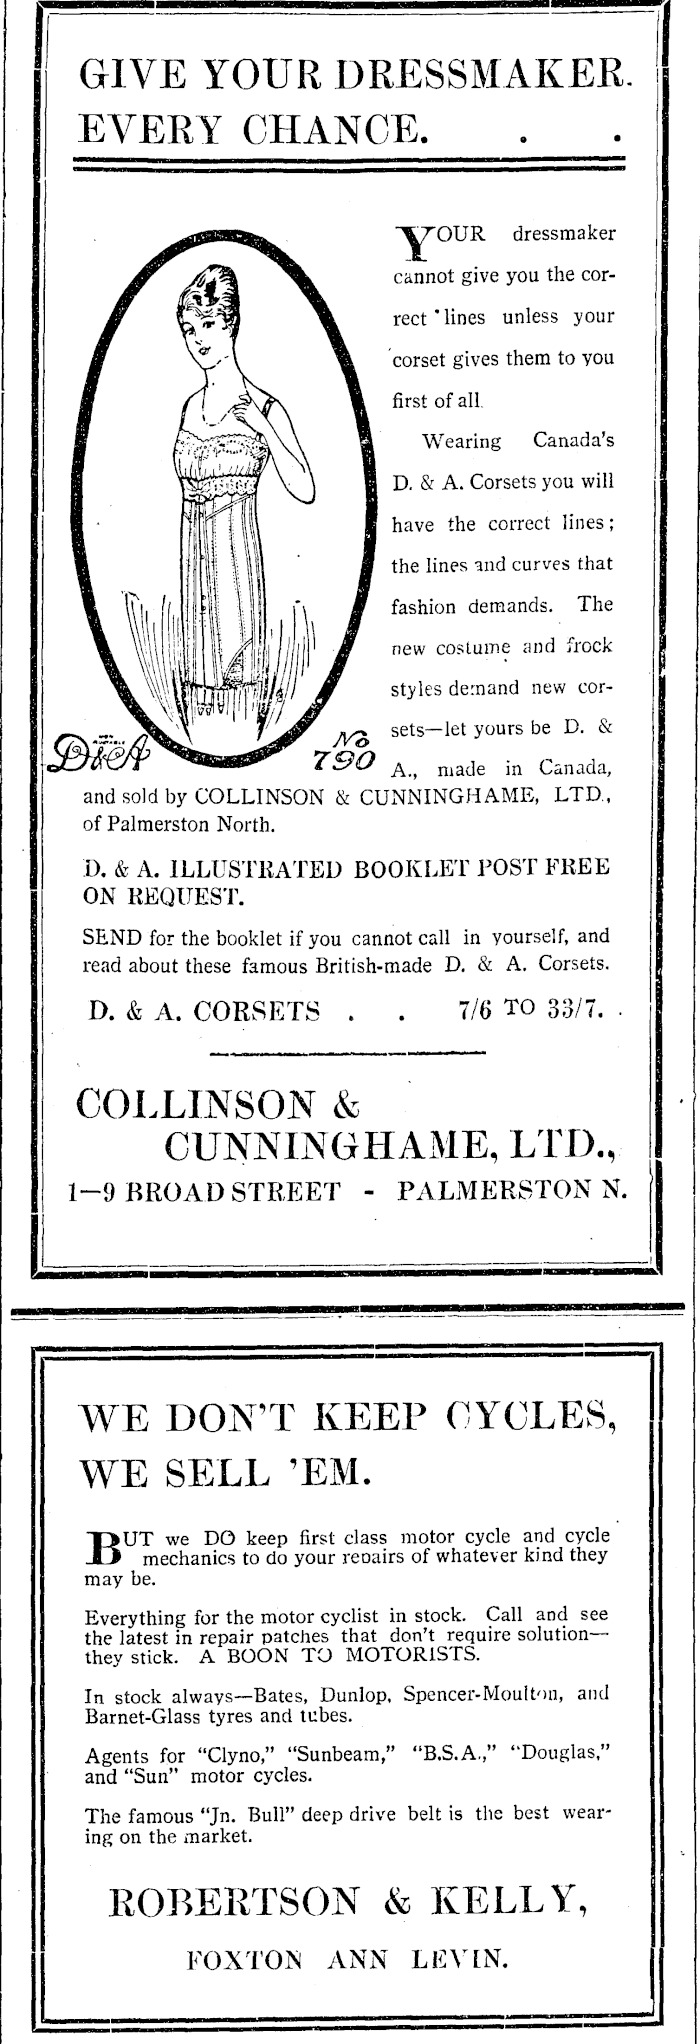 GIVE YOUR DRESSMAKER.
EVERY CHANCE. . .
YOUR dressmaker
cannot give you the cor-
rect lines unless your
corset gives them to you
first of all.
Wearing Canada's
D. & A. Corsets you will
have the correct lines;
the lines and curves that
fashion demands. The
new costume and frock
styles demand new cor-
sets—let yours be D. &
A., made in Canada,
D & A
No
790
and sold by COLLINSON & CUNNINGHAME, LTD.,
of Palmerston North.
D. & A. ILLUSTRATED BOOKLET POST FREE
ON REQUEST.
SEND for the booklet if you cannot call in yourself, and
read about these famous British-made D. & A. Corsets.
D. & A. CORSETS . . 7/6 TO 33/7. .
COLLINSON &
CUNNINGHAME, LTD.,
1—9 BROAD STREET - PALMERSTON N.
WE DON'T KEEP CYCLES,
WE SELL 'EM.
BUT we DO keep first class motor cycle and cycle
mechanics to do your repairs of whatever kind they
may be.
Everything for the motor cyclist in stock. Call and see
the latest in repair patches that don't require solution—
they stick. A BOON TO MOTORISTS.
In stock always—Bates, Dunlop, Spencer-Moulton, and
Barnet-Glass tyres and tubes.
Agents for "Clyno," "Sunbeam," "B.S.A.," "Douglas,"
and "Sun" motor cycles.
The famous "Jn. Bull" deep drive belt is the best wear-
ing on the market.
ROBERTSON & KELLY,
FOXTON ANN LEVIN.